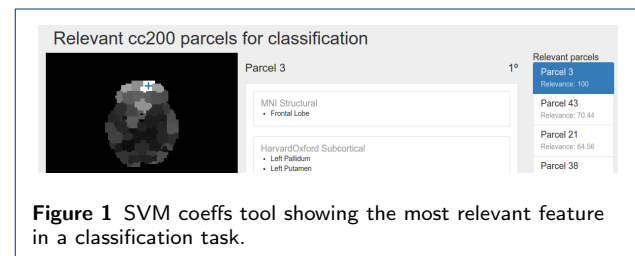 Relevant cc200 parcels for classification
Parcel 3
1º
MNI Structural
• Frontal Lobe
HarvardOxford Subcortical
• Left Pallidum
• Left Putamen
Relevant parcels
Parcel 3
Relevance: 100
Parcel 43
Relevance: 70.44
Parcel 21
Relevance: 64.56
Parcel 38
Figure 1 SVM coeffs tool showing the most relevant feature
in a classification task.